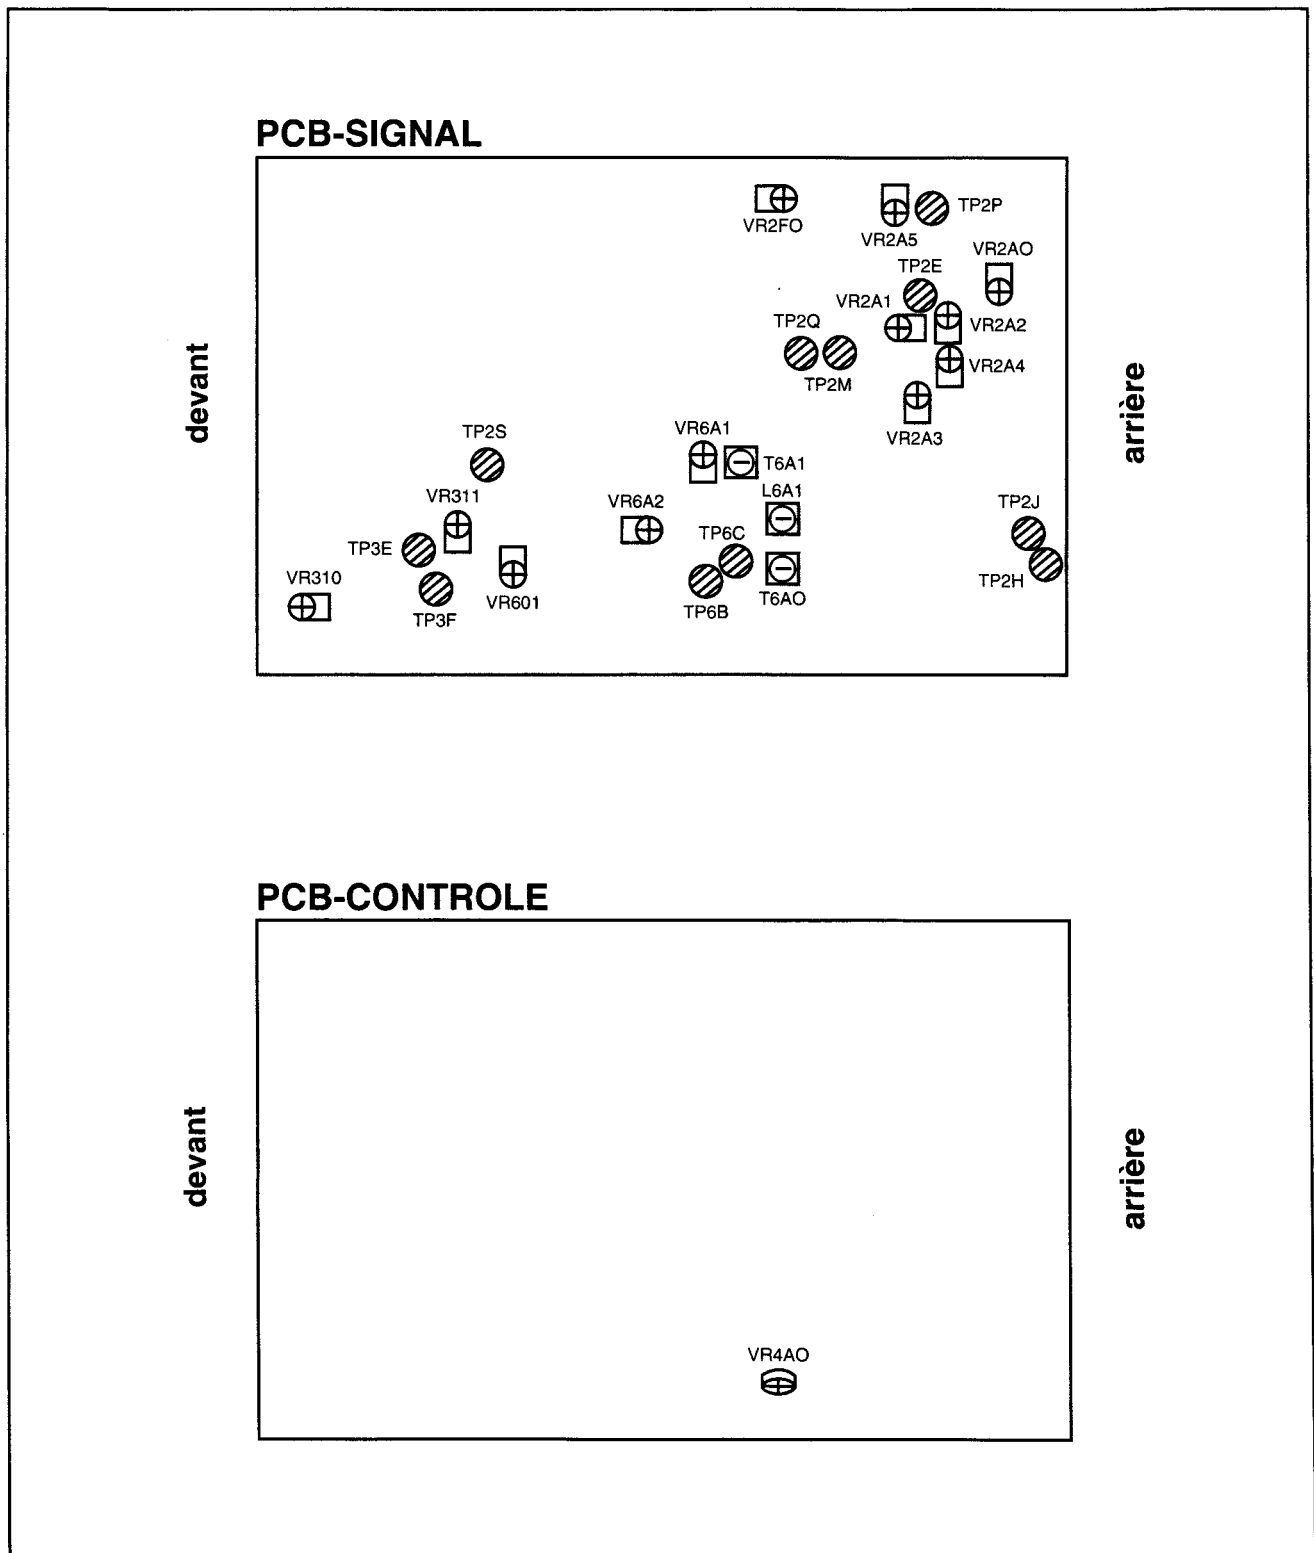 PCB-SIGNAL
VR2FO
VR2A5
TP2P
VR2AO
TP2E
VR2A1
VR2A2
TP2Q
TP2M
VR2A4
VR2A3
devant
arrière
TP2S
VR6A1
T6A1
L6A1
VR311
VR6A2
TP2J
TP3E
TP6C
VR310
TP2H
VR601
T6AO
TP3F
TP6B
PCB-CONTROLE
devant
arrière
VR4AO